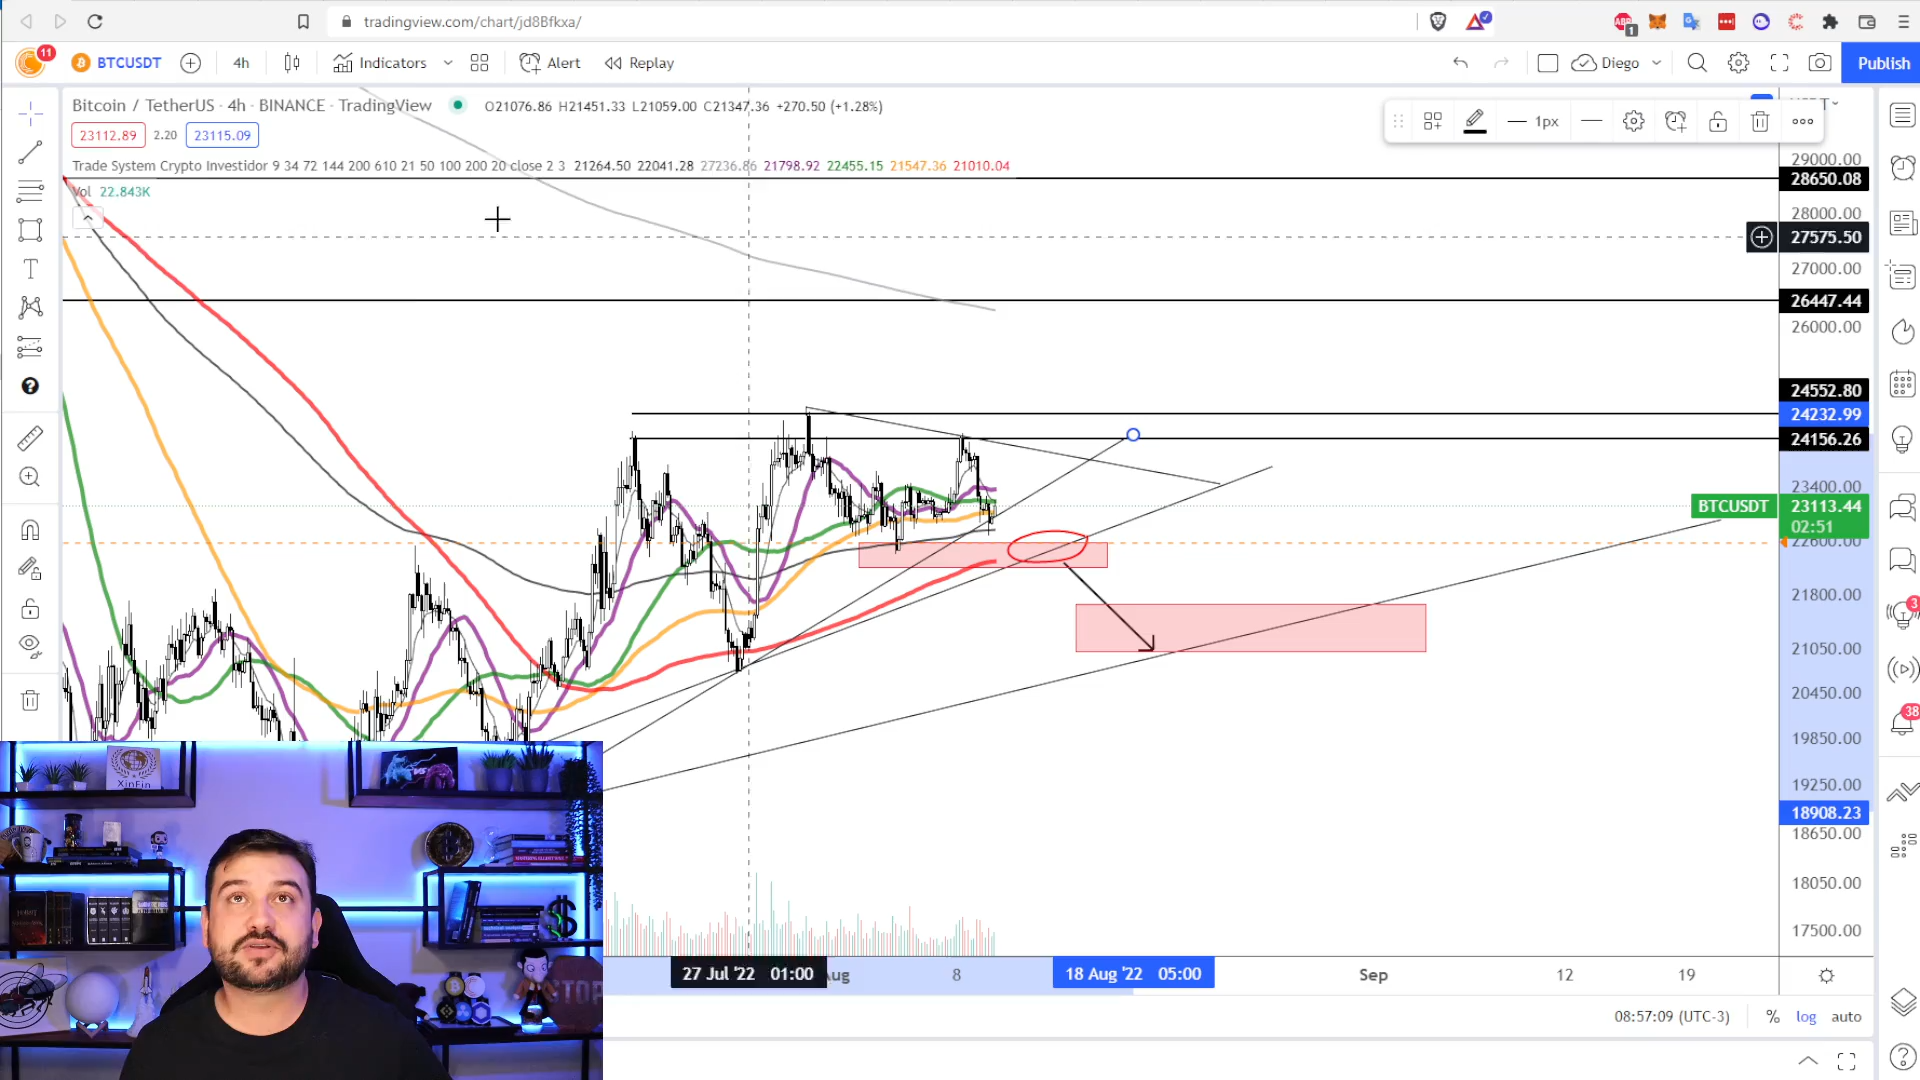 tradingview.com/chart/jd8Bfkxa/
1
11
BTCUSDT
4h
Indicators
Alert
Replay
Diego
Publish
Bitcoin / TetherUS · 4h · BINANCE · TradingView
O21076.86 H21451.33 L21059.00 C21347.36 +270.50 (+1.28%)
23112.89 2.20 23115.09
1px
Trade System Crypto Investidor 9 34 72 144 200 610 21 50 100 200 20 close 2 3 21264.50 22041.28 27236.86 21798.92 22455.15 21547.36 21010.04
Vol 22.843K
29000.00
28650.08
28000.00
27575.50
27000.00
26447.44
26000.00
24552.80
24232.99
24156.26
23400.00
BTCUSDT 23113.44
02:51
22600.00
21800.00
21050.00
20450.00
19850.00
19250.00
18908.23
18650.00
18050.00
17500.00
3
38
XinFin
STOP
27 Jul '22 01:00
Aug
8
18 Aug '22 05:00
Sep
12
19
08:57:09 (UTC-3)
%
log
auto